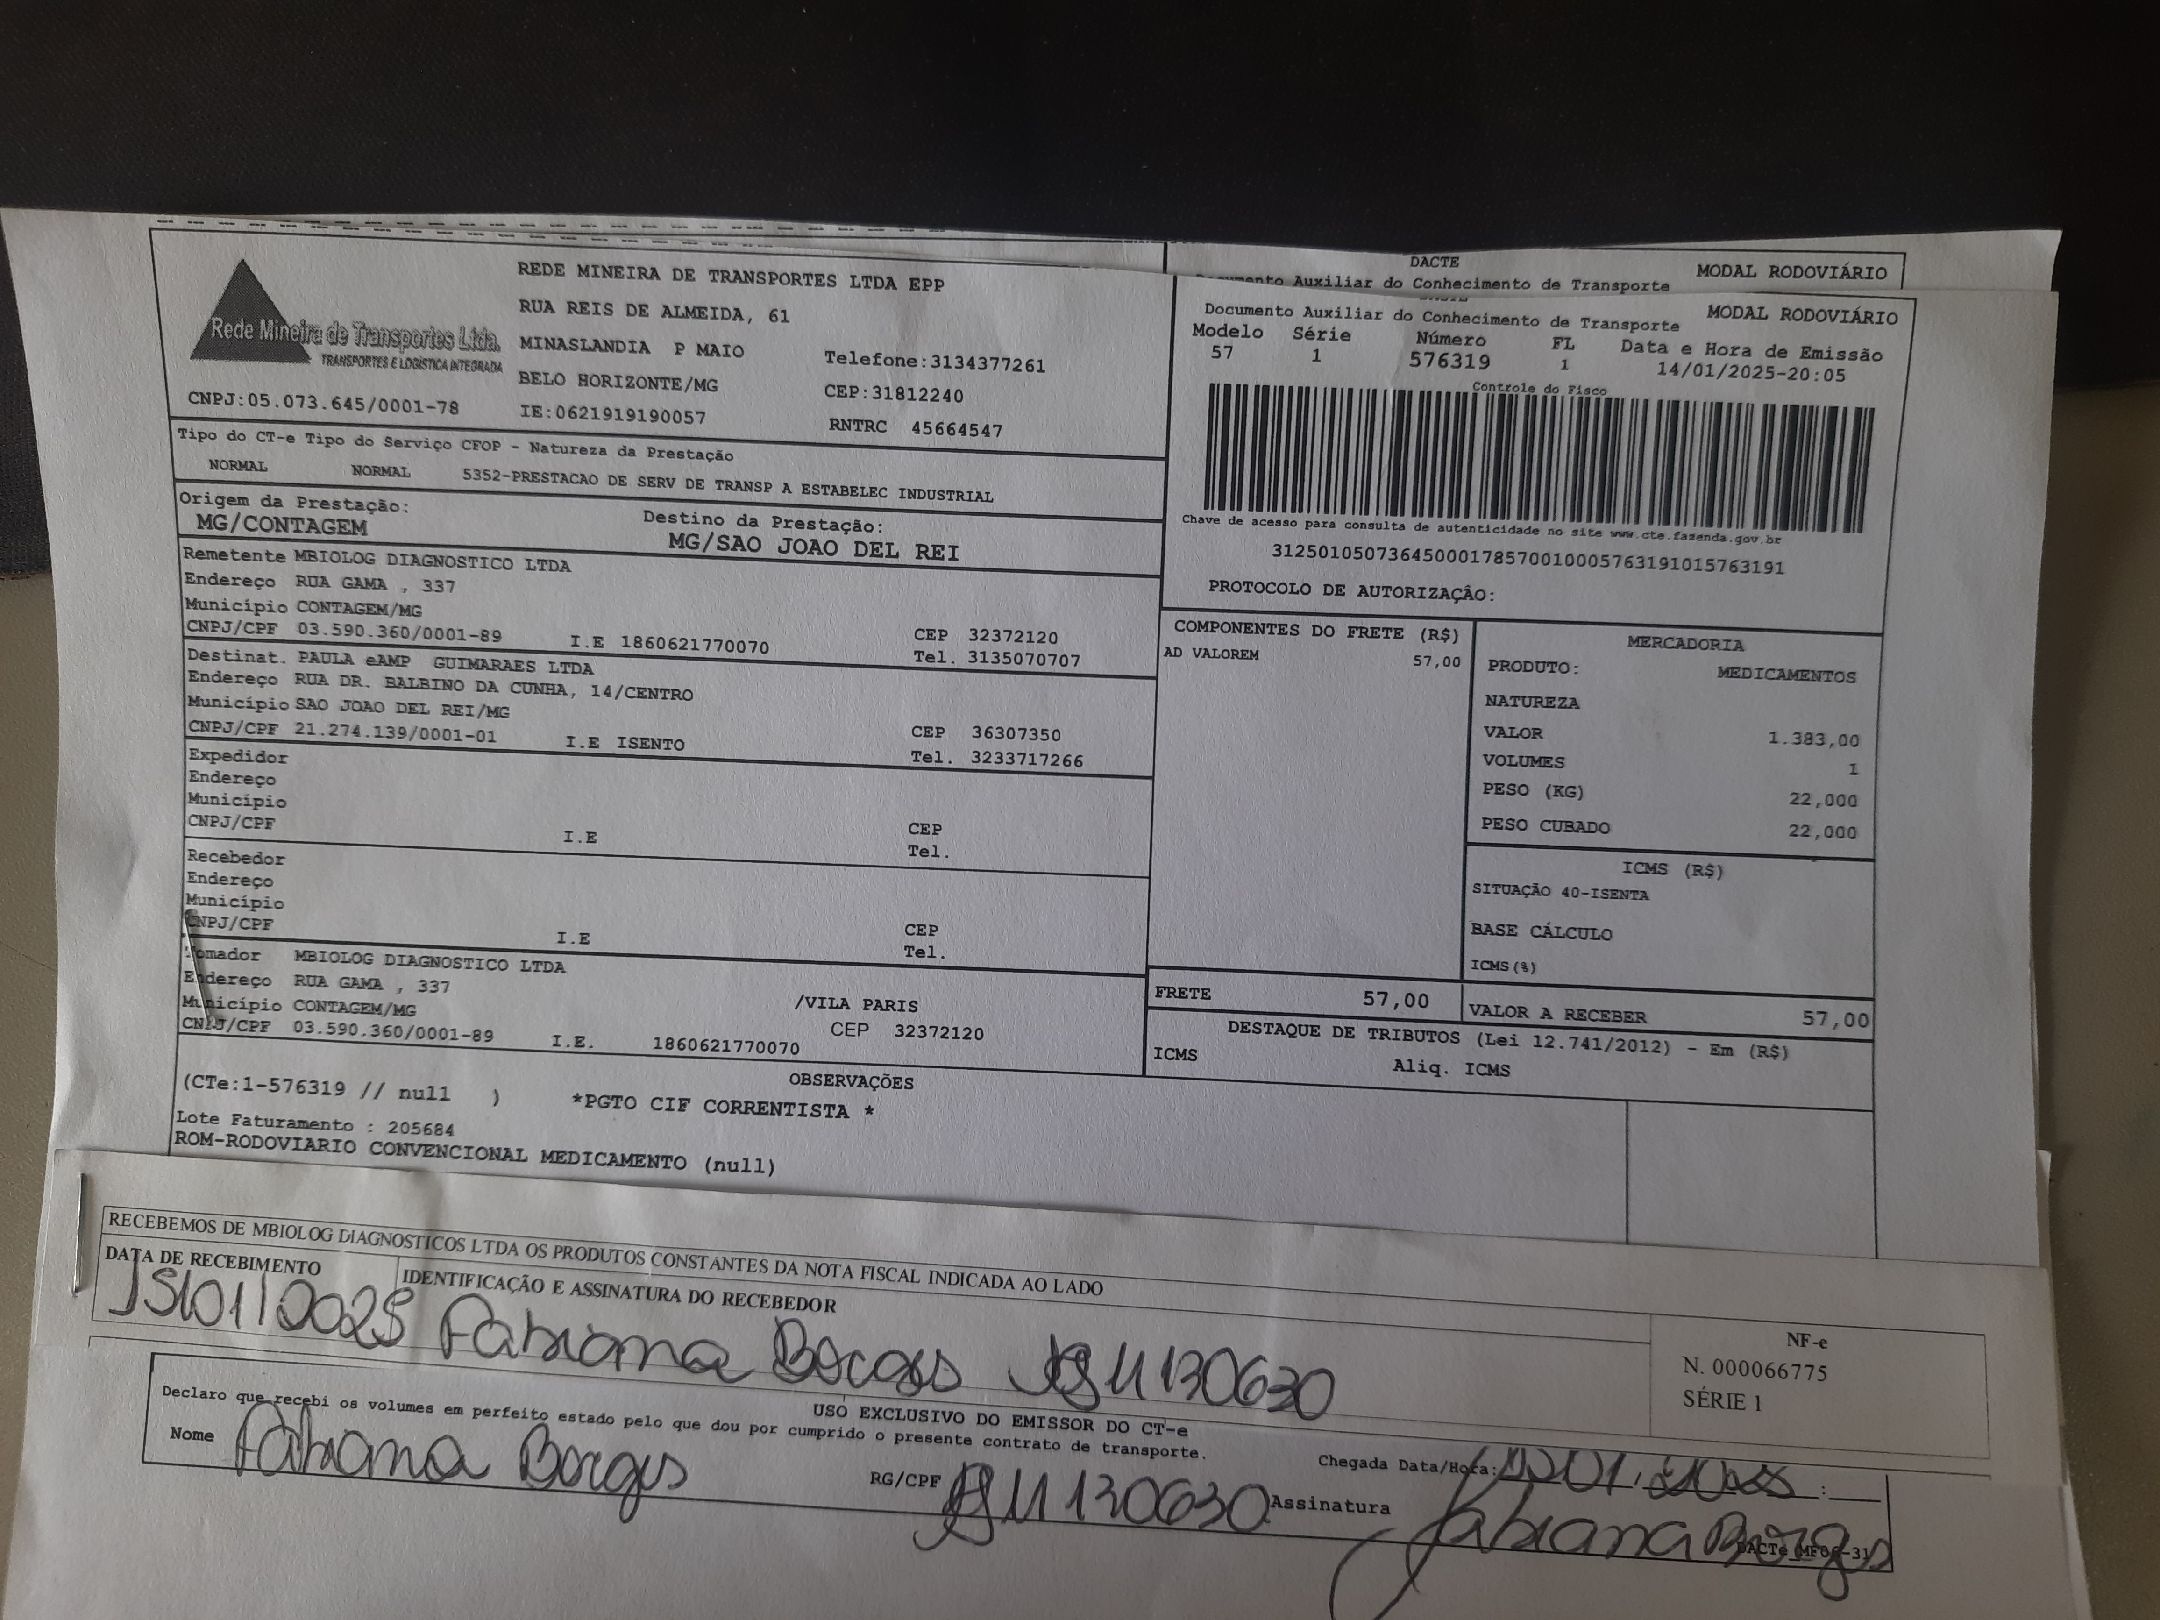 DACTE
MODAL RODOVIÁRIO
Documento Auxiliar do Conhecimento de Transporte
Rede Mineira de Transportes Ltda.
TRANSPORTES E LOGÍSTICA INTEGRADA
CNPJ:05.073.645/0001-78
REDE MINEIRA DE TRANSPORTES LTDA EPP
RUA REIS DE ALMEIDA, 61
MINASLANDIA P MAIO Telefone:3134377261
BELO HORIZONTE/MG CEP:31812240
IE:0621919190057 RNTRC 45664547
Documento Auxiliar do Conhecimento de Transporte MODAL RODOVIÁRIO
Modelo Série Número FL Data e Hora de Emissão
57 1 576319 1 14/01/2025-20:05
Controle do Fisco
Chave de acesso para consulta de autenticidade no site www.cte.fazenda.gov.br
31250105073645000178570010005763191015763191
PROTOCOLO DE AUTORIZAÇÂO:
Tipo do CT-e Tipo do Serviço CFOP - Natureza da Prestação
NORMAL NORMAL 5352-PRESTACAO DE SERV DE TRANSP A ESTABELEC INDUSTRIAL
Origem da Prestação: Destino da Prestação:
MG/CONTAGEM MG/SAO JOAO DEL REI
Remetente MBIOLOG DIAGNOSTICO LTDA
Endereço RUA GAMA , 337
Município CONTAGEM/MG CEP 32372120
CNPJ/CPF 03.590.360/0001-89 I.E 1860621770070 Tel. 3135070707
Destinat. PAULA eAMP GUIMARAES LTDA
Endereço RUA DR. BALBINO DA CUNHA, 14/CENTRO
Município SAO JOAO DEL REI/MG CEP 36307350
CNPJ/CPF 21.274.139/0001-01 I.E ISENTO Tel. 3233717266
Expedidor
Endereço
Município CEP
CNPJ/CPF I.E Tel.
Recebedor
Endereço
Município CEP
CNPJ/CPF I.E Tel.
Tomador MBIOLOG DIAGNOSTICO LTDA
Endereço RUA GAMA , 337 /VILA PARIS
Município CONTAGEM/MG CEP 32372120
CNPJ/CPF 03.590.360/0001-89 I.E. 1860621770070
COMPONENTES DO FRETE (R$)
AD VALOREM 57,00
MERCADORIA
PRODUTO: MEDICAMENTOS
NATUREZA
VALOR 1.383,00
VOLUMES 1
PESO (KG) 22,000
PESO CUBADO 22,000
ICMS (R$)
SITUAÇÃO 40-ISENTA
BASE CÁLCULO
ICMS(%)
FRETE 57,00 VALOR A RECEBER 57,00
DESTAQUE DE TRIBUTOS (Lei 12.741/2012) - Em (R$)
ICMS Aliq. ICMS
OBSERVAÇÕES
(CTe:1-576319 // null ) *PGTO CIF CORRENTISTA *
Lote Faturamento : 205684
ROM-RODOVIARIO CONVENCIONAL MEDICAMENTO (null)
RECEBEMOS DE MBIOLOG DIAGNOSTICOS LTDA OS PRODUTOS CONSTANTES DA NOTA FISCAL INDICADA AO LADO
DATA DE RECEBIMENTO IDENTIFICAÇÃO E ASSINATURA DO RECEBEDOR
15/01/2025 Fabiana Borges 11130630
NF-e
N. 000066775
SÉRIE 1
USO EXCLUSIVO DO EMISSOR DO CT-e
Declaro que recebi os volumes em perfeito estado pelo que dou por cumprido o presente contrato de transporte.
Nome Fabiana Borges RG/CPF 11130630 Chegada Data/Hora: :
Assinatura Fabiana Borges